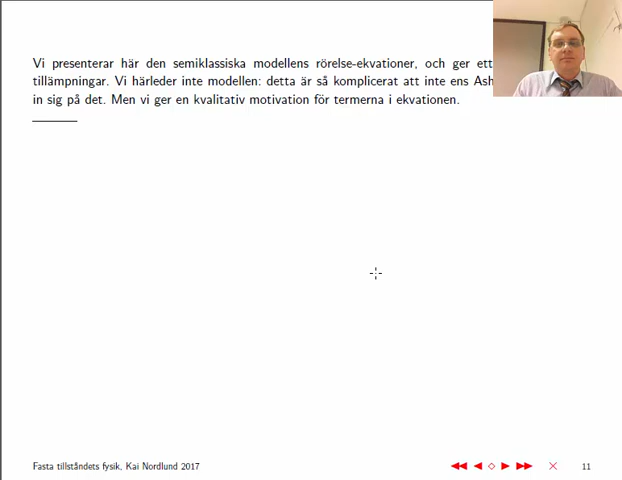 Vi presenterar här den semiklassiska modellens rörelse-ekvationer, och ger ett
tillämpningar. Vi härleder inte modellen: detta är så komplicerat att inte ens Ash
in sig på det. Men vi ger en kvalitativ motivation för termerna i ekvationen.
Fasta tillståndets fysik, Kai Nordlund 2017
11